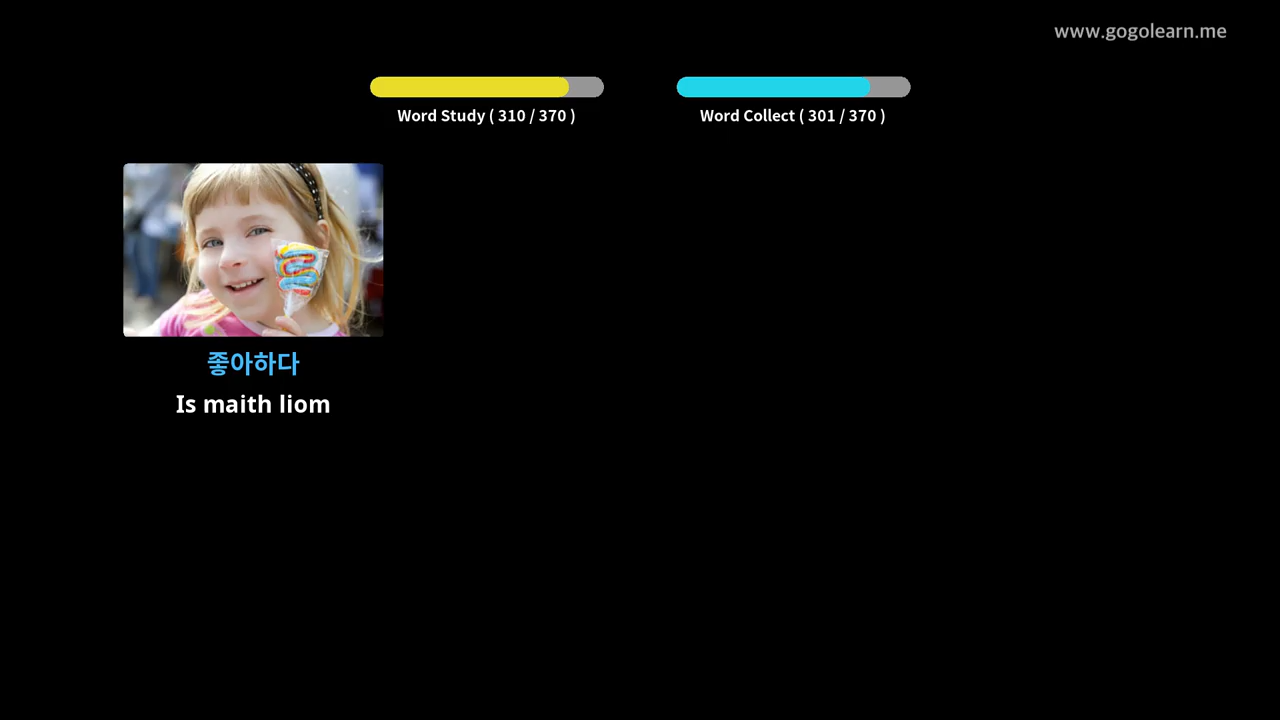 www.gogolearn.me
Word Study ( 310 / 370 )
Word Collect ( 301 / 370 )
좋아하다
Is maith liom